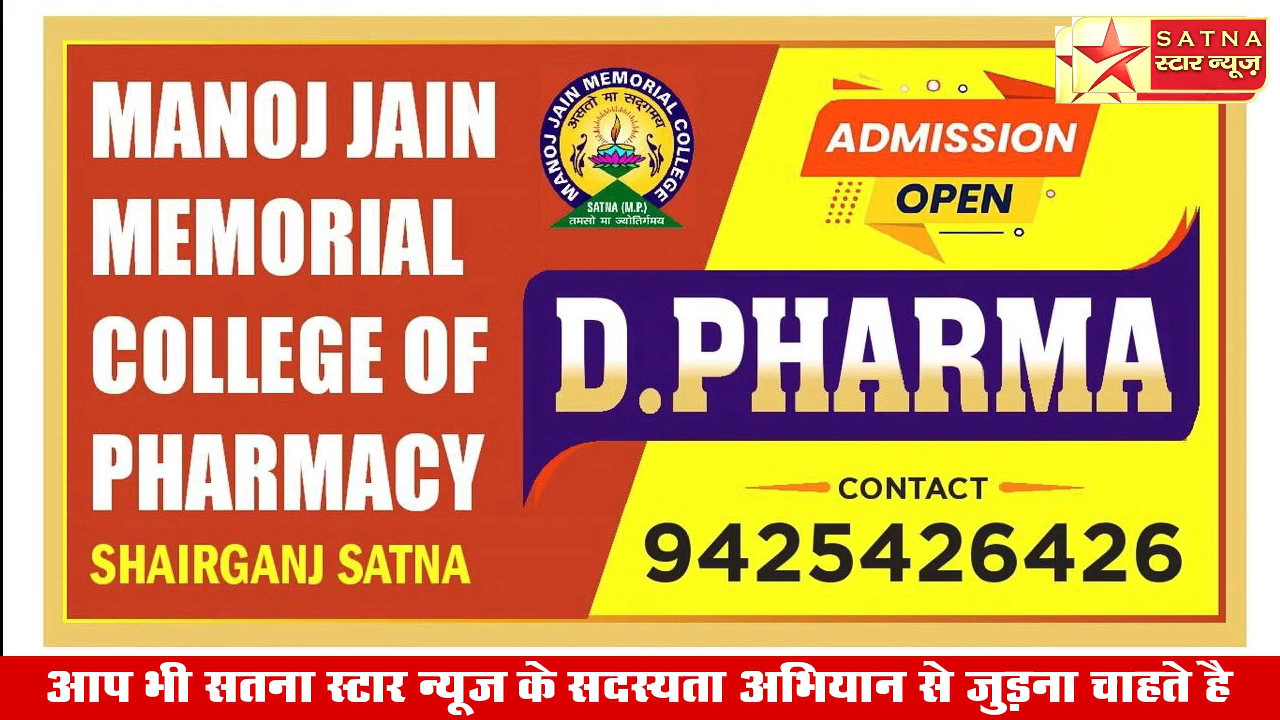 MANOJ JAIN
MEMORIAL
COLLEGE OF
PHARMACY
SHAIRGANJ SATNA
MANOJ JAIN MEMORIAL COLLEGE
असतो मा सद्गमय
SATNA (M.P.)
तमसो मा ज्योतिर्गमय
ADMISSION
OPEN
D.PHARMA
CONTACT
9425426426
SATNA
स्टार न्यूज़
आप भी सतना स्टार न्यूज के सदस्यता अभियान से जुड़ना चाहते है